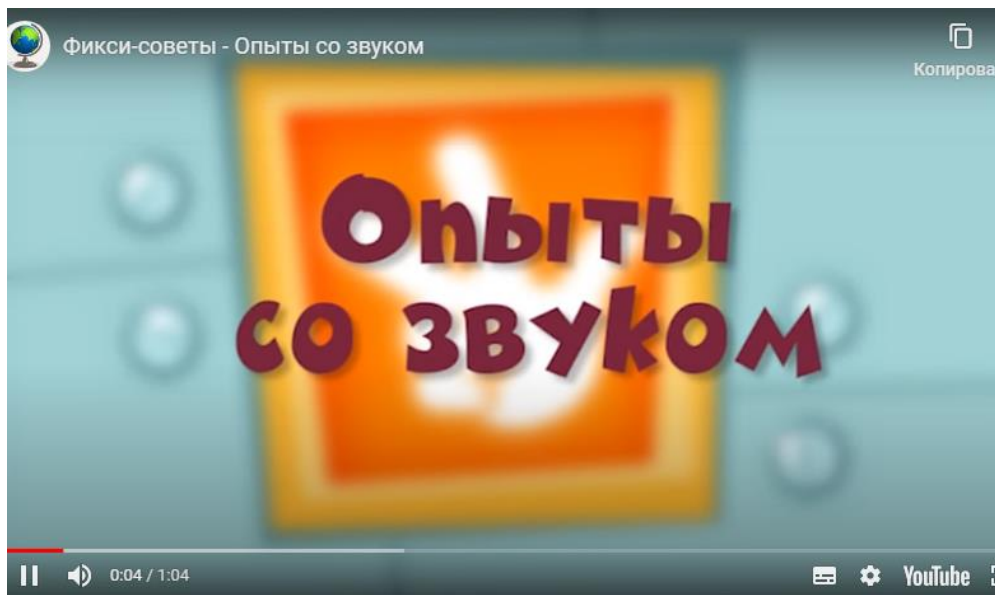 Фикси-советы - Опыты со звуком
Копирова
Опыты
со звуком
0:04 / 1:04
YouTube